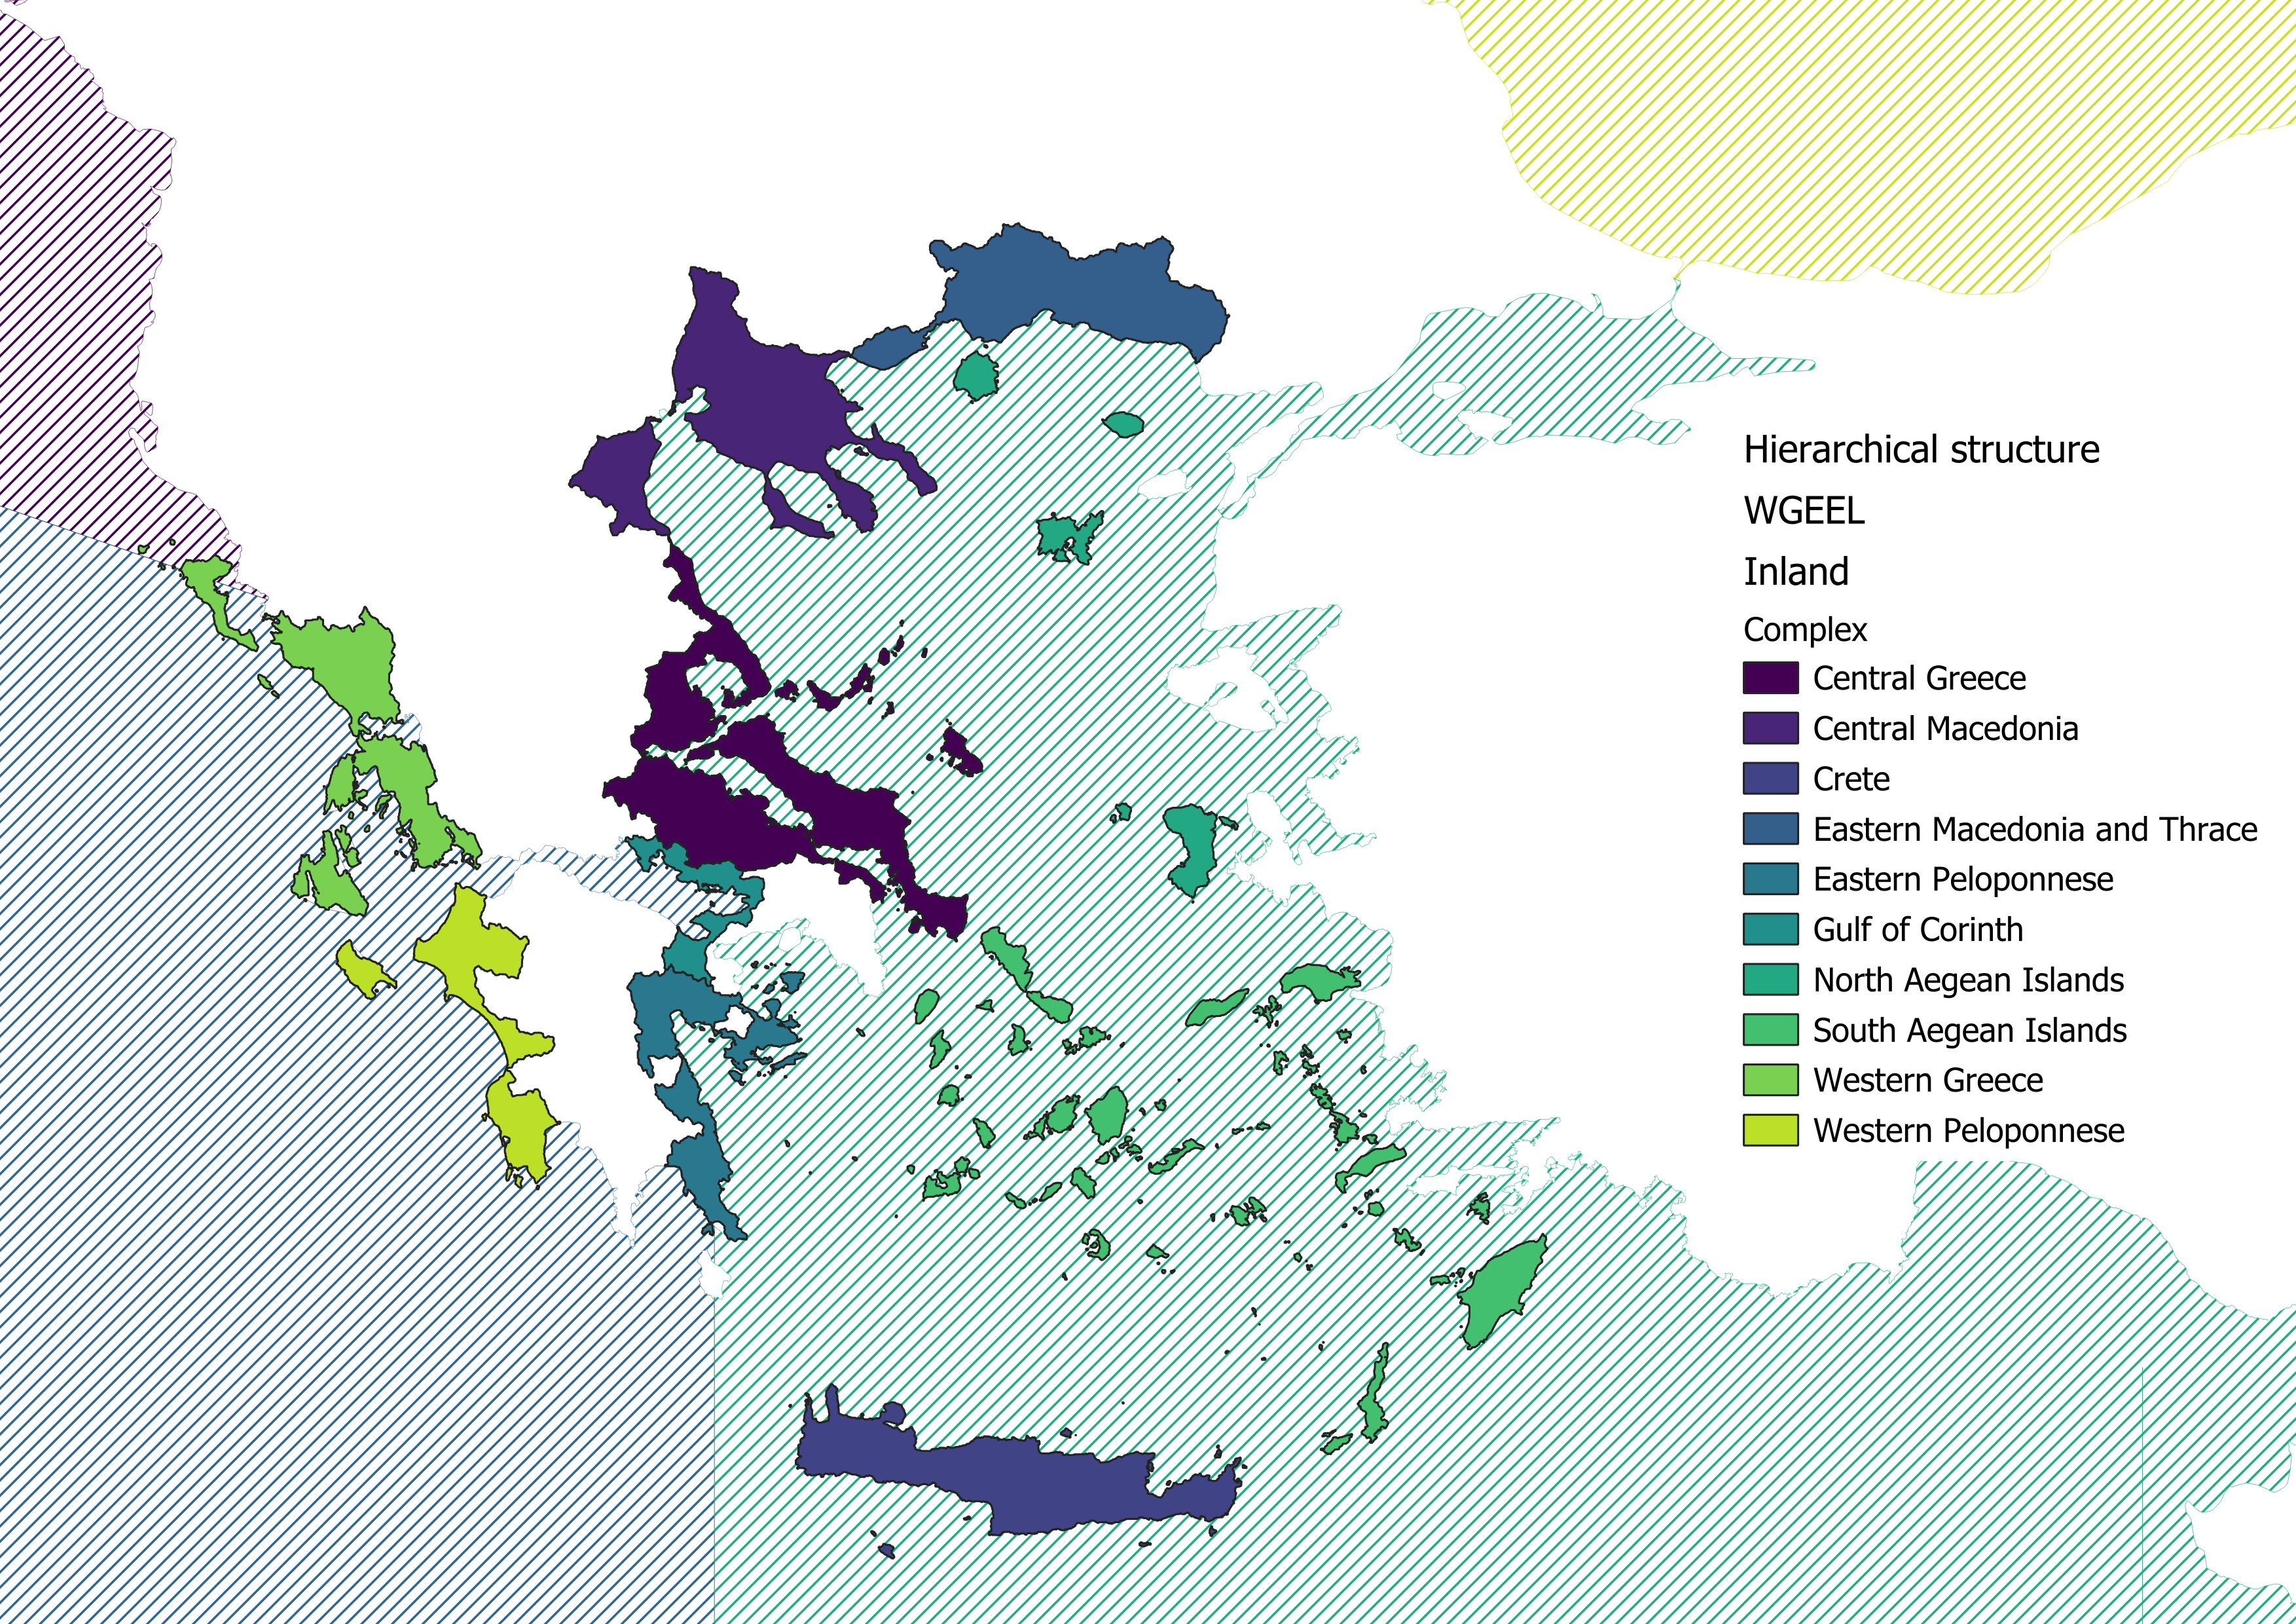 Hierarchical structure
WGEEL
Inland
Complex
Central Greece
Central Macedonia
Crete
Eastern Macedonia and Thrace
Eastern Peloponnese
Gulf of Corinth
North Aegean Islands
South Aegean Islands
Western Greece
Western Peloponnese